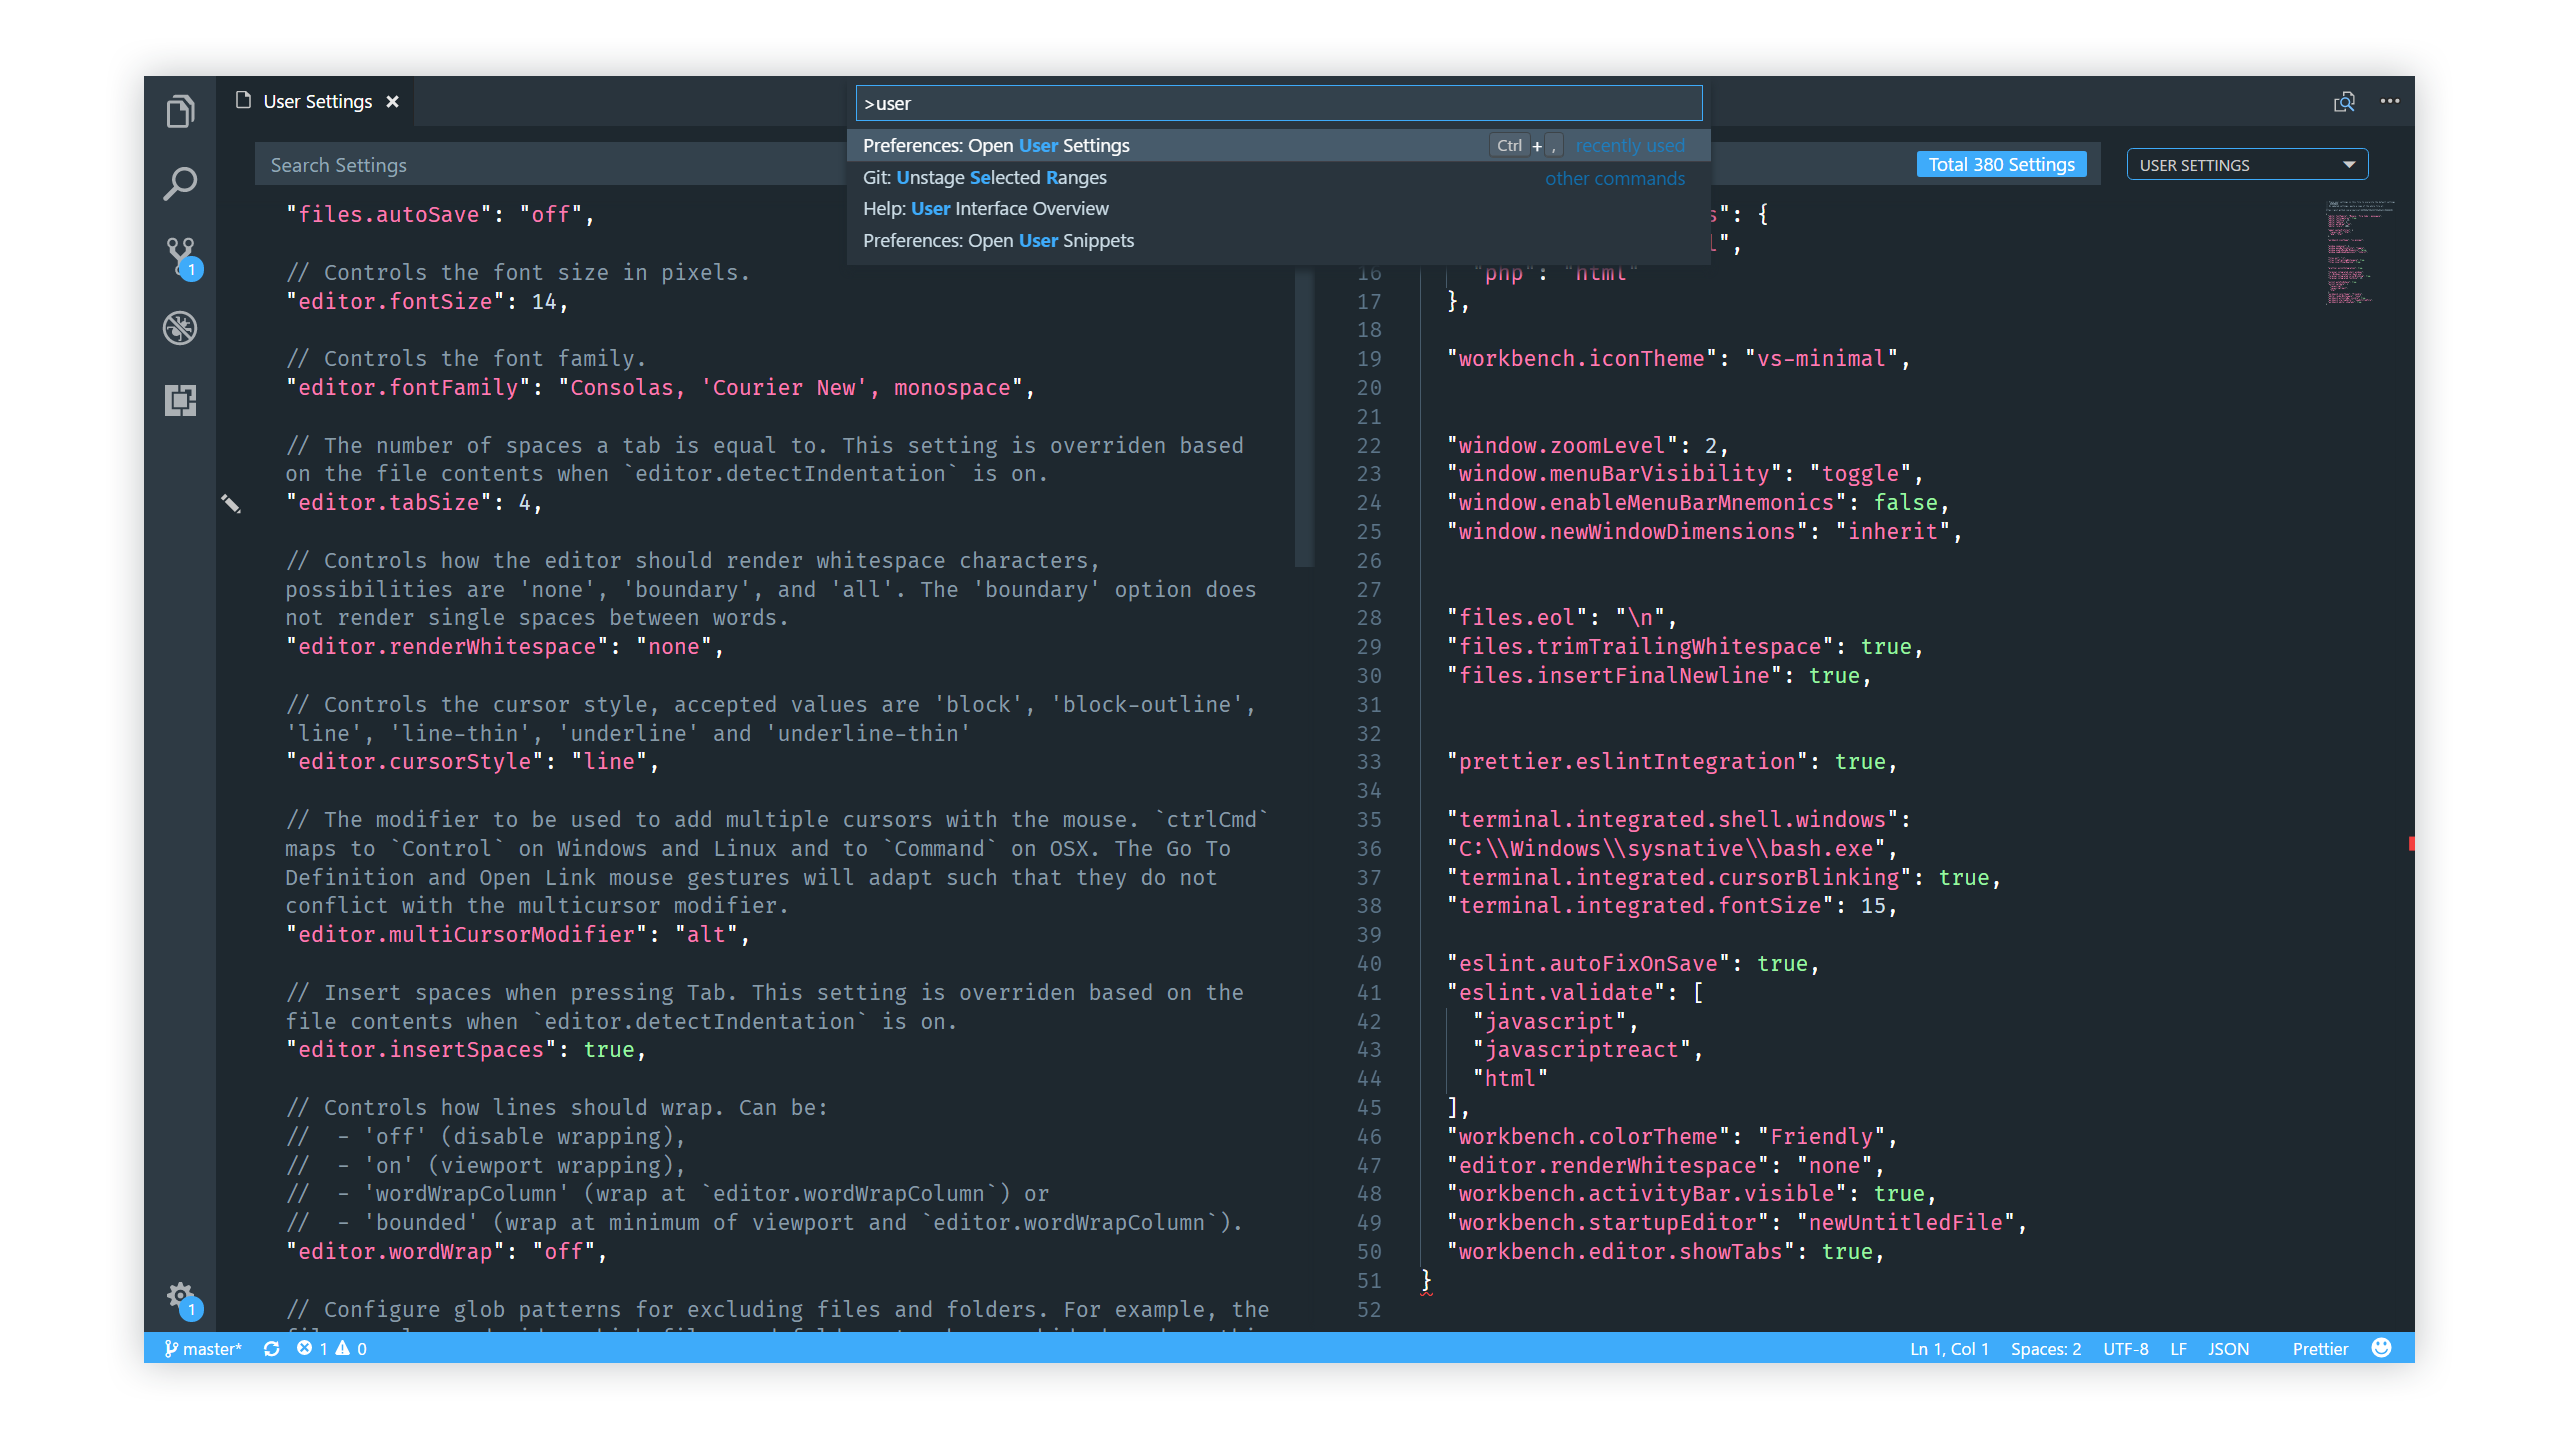 User Settings
>user
Preferences: Open User Settings Ctrl + , recently used
Git: Unstage Selected Ranges other commands
Help: User Interface Overview
Preferences: Open User Snippets
Search Settings
Total 380 Settings
USER SETTINGS
"files.autoSave": "off",
// Controls the font size in pixels.
"editor.fontSize": 14,
// Controls the font family.
"editor.fontFamily": "Consolas, 'Courier New', monospace",
// The number of spaces a tab is equal to. This setting is overriden based
on the file contents when `editor.detectIndentation` is on.
"editor.tabSize": 4,
// Controls how the editor should render whitespace characters,
possibilities are 'none', 'boundary', and 'all'. The 'boundary' option does
not render single spaces between words.
"editor.renderWhitespace": "none",
// Controls the cursor style, accepted values are 'block', 'block-outline',
'line', 'line-thin', 'underline' and 'underline-thin'
"editor.cursorStyle": "line",
// The modifier to be used to add multiple cursors with the mouse. `ctrlCmd`
maps to `Control` on Windows and Linux and to `Command` on OSX. The Go To
Definition and Open Link mouse gestures will adapt such that they do not
conflict with the multicursor modifier.
"editor.multiCursorModifier": "alt",
// Insert spaces when pressing Tab. This setting is overriden based on the
file contents when `editor.detectIndentation` is on.
"editor.insertSpaces": true,
// Controls how lines should wrap. Can be:
//  - 'off' (disable wrapping),
//  - 'on' (viewport wrapping),
//  - 'wordWrapColumn' (wrap at `editor.wordWrapColumn`) or
//  - 'bounded' (wrap at minimum of viewport and `editor.wordWrapColumn`).
"editor.wordWrap": "off",
// Configure glob patterns for excluding files and folders. For example, the
s": {
l",
16 "php": "html"
17 },
18
19 "workbench.iconTheme": "vs-minimal",
20
21
22 "window.zoomLevel": 2,
23 "window.menuBarVisibility": "toggle",
24 "window.enableMenuBarMnemonics": false,
25 "window.newWindowDimensions": "inherit",
26
27
28 "files.eol": "\n",
29 "files.trimTrailingWhitespace": true,
30 "files.insertFinalNewline": true,
31
32
33 "prettier.eslintIntegration": true,
34
35 "terminal.integrated.shell.windows":
36 "C:\\Windows\\sysnative\\bash.exe",
37 "terminal.integrated.cursorBlinking": true,
38 "terminal.integrated.fontSize": 15,
39
40 "eslint.autoFixOnSave": true,
41 "eslint.validate": [
42 "javascript",
43 "javascriptreact",
44 "html"
45 ],
46 "workbench.colorTheme": "Friendly",
47 "editor.renderWhitespace": "none",
48 "workbench.activityBar.visible": true,
49 "workbench.startupEditor": "newUntitledFile",
50 "workbench.editor.showTabs": true,
51 }
52
1
1
master* 1 0
Ln 1, Col 1 Spaces: 2 UTF-8 LF JSON Prettier